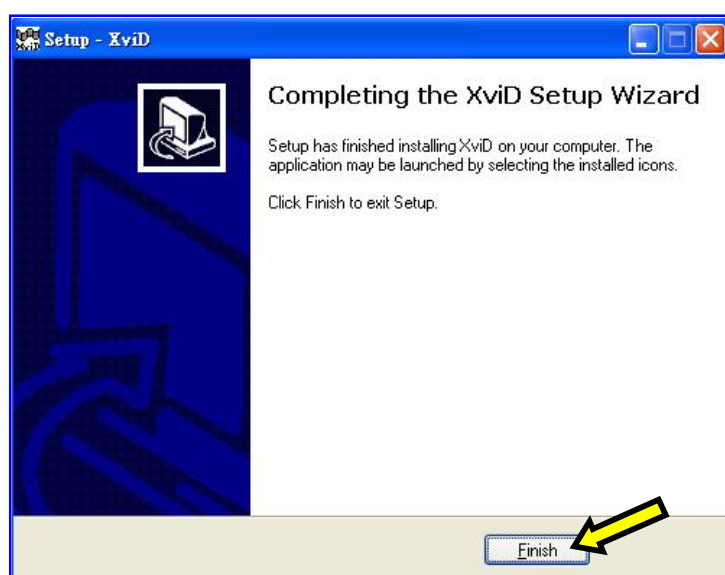 Setup - XviD
Completing the XviD Setup Wizard
Setup has finished installing XviD on your computer. The
application may be launched by selecting the installed icons.
Click Finish to exit Setup.
Finish